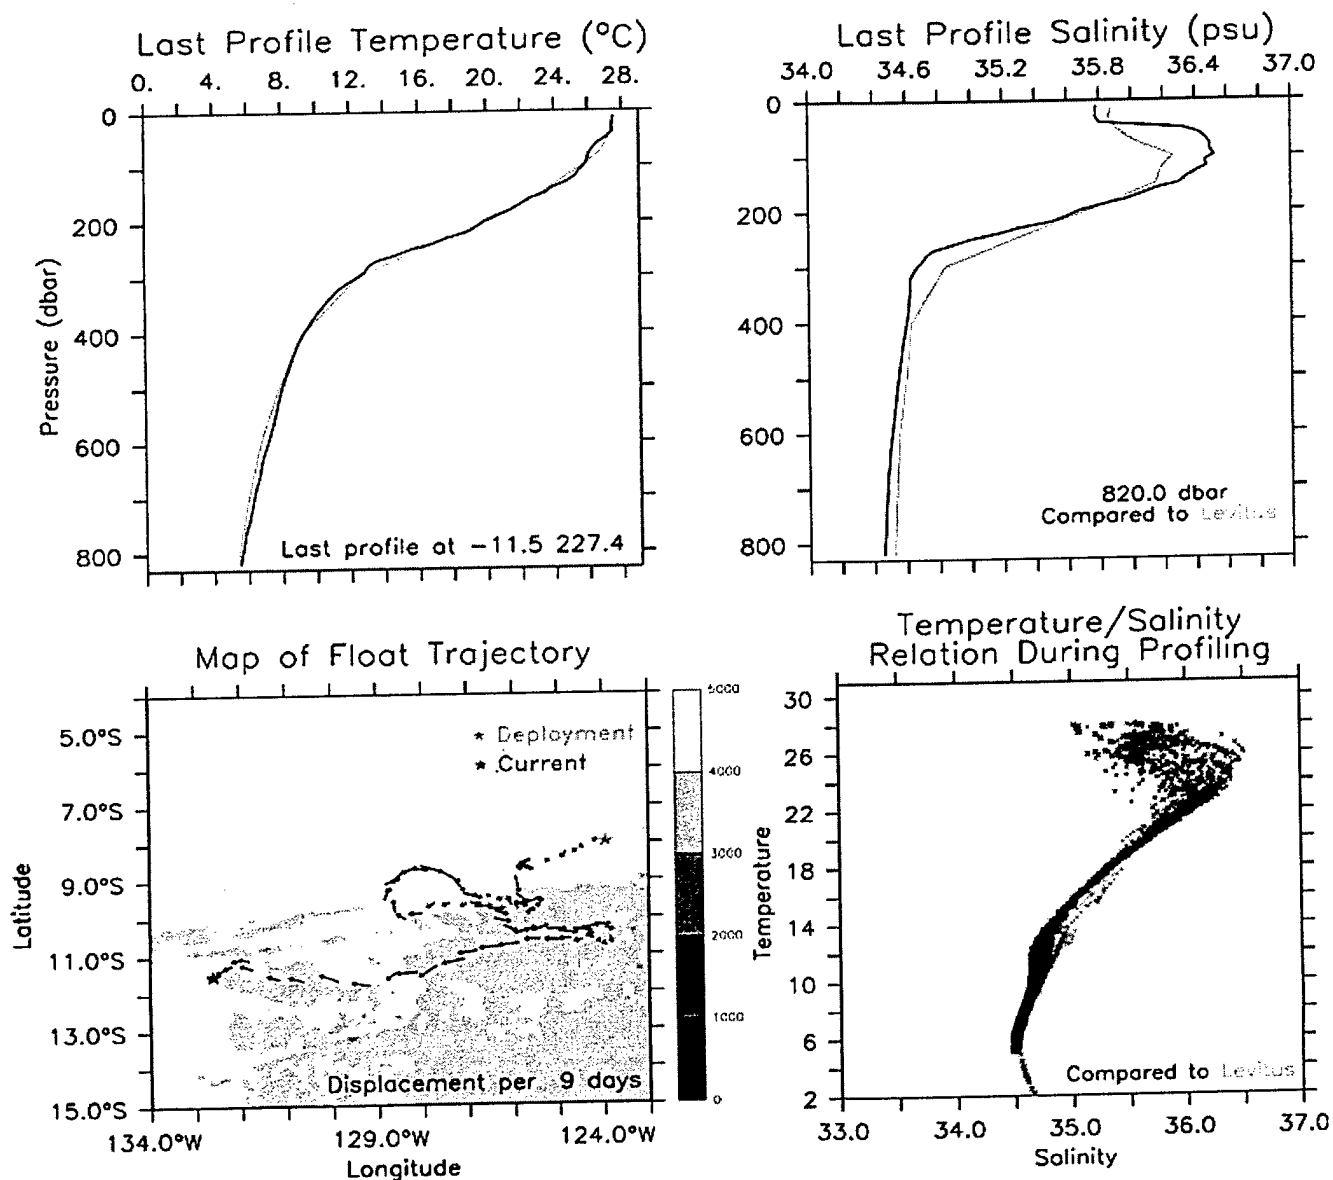 Last Profile Temperature (°C)
0. 4. 8. 12. 16. 20. 24. 28.
0
200
400
600
800
Pressure (dbar)
Last profile at -11.5 227.4
Last Profile Salinity (psu)
34.0 34.6 35.2 35.8 36.4 37.0
0
200
400
600
800
820.0 dbar
Compared to Levitus
Map of Float Trajectory
5.0°S
7.0°S
9.0°S
11.0°S
13.0°S
15.0°S
Latitude
★ Deployment
★ Current
Displacement per 9 days
134.0°W 129.0°W 124.0°W
Longitude
5000
4000
3000
2000
1000
0
Temperature/Salinity
Relation During Profiling
30
26
22
18
14
10
6
2
Temperature
Compared to Levitus
33.0 34.0 35.0 36.0 37.0
Salinity